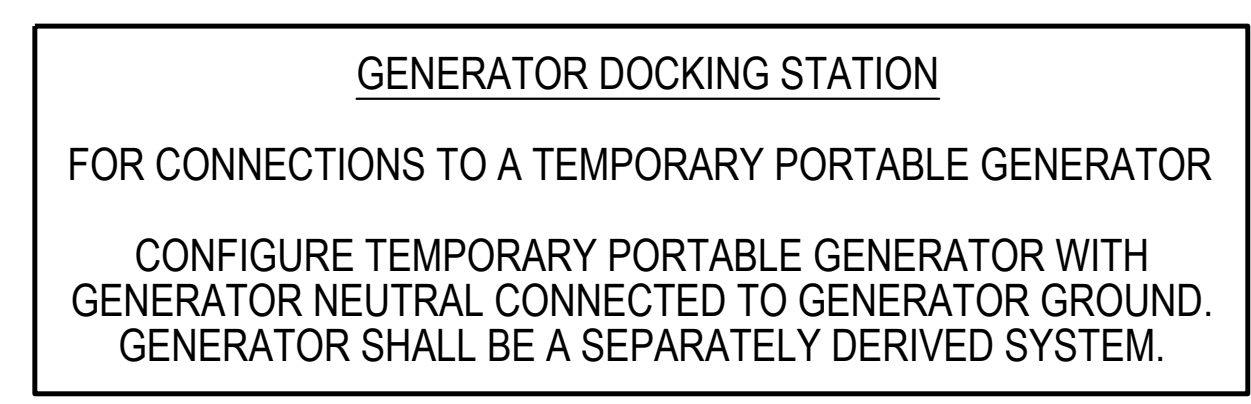 GENERATOR DOCKING STATION
FOR CONNECTIONS TO A TEMPORARY PORTABLE GENERATOR
CONFIGURE TEMPORARY PORTABLE GENERATOR WITH
GENERATOR NEUTRAL CONNECTED TO GENERATOR GROUND.
GENERATOR SHALL BE A SEPARATELY DERIVED SYSTEM.